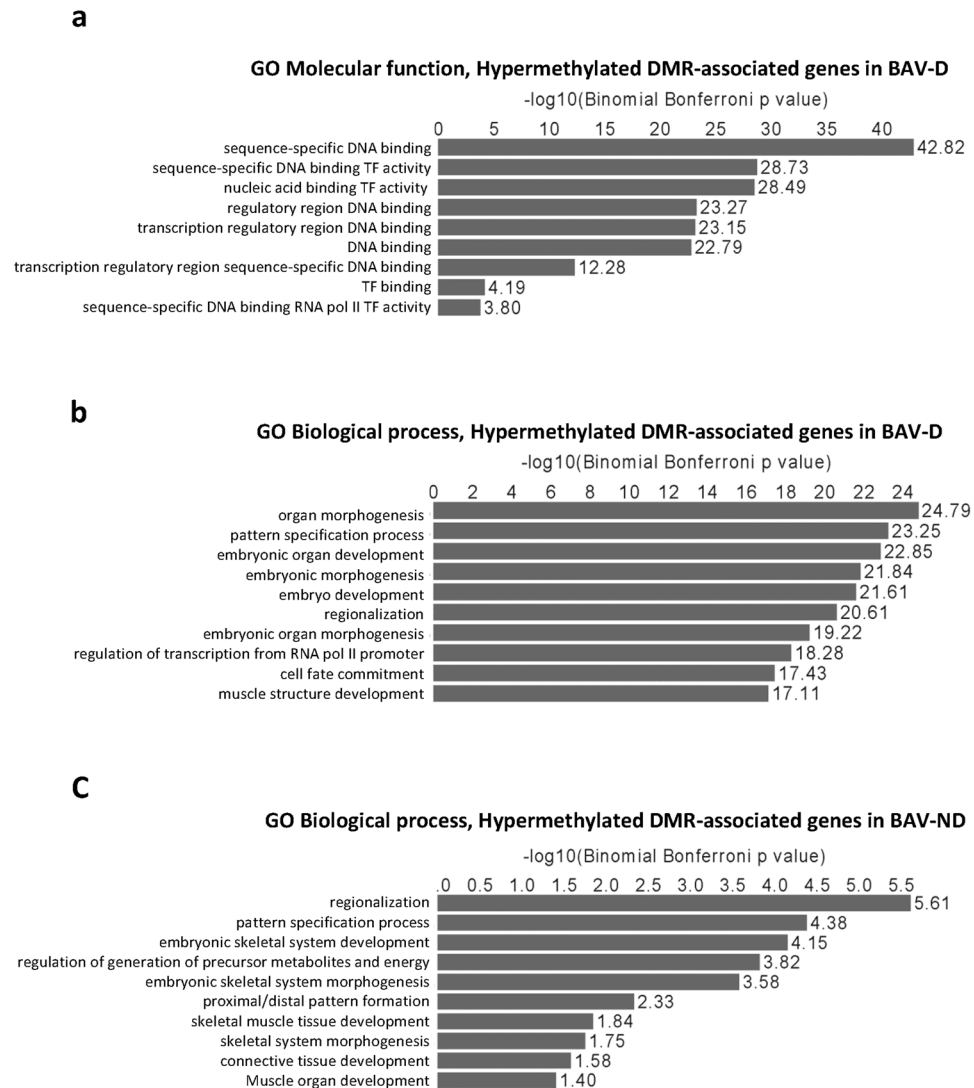 a
GO Molecular function, Hypermethylated DMR-associated genes in BAV-D
-log10(Binomial Bonferroni p value)
0 5 10 15 20 25 30 35 40
sequence-specific DNA binding 42.82
sequence-specific DNA binding TF activity 28.73
nucleic acid binding TF activity 28.49
regulatory region DNA binding 23.27
transcription regulatory region DNA binding 23.15
DNA binding 22.79
transcription regulatory region sequence-specific DNA binding 12.28
TF binding 4.19
sequence-specific DNA binding RNA pol II TF activity 3.80
b
GO Biological process, Hypermethylated DMR-associated genes in BAV-D
-log10(Binomial Bonferroni p value)
0 2 4 6 8 10 12 14 16 18 20 22 24
organ morphogenesis 24.79
pattern specification process 23.25
embryonic organ development 22.85
embryonic morphogenesis 21.84
embryo development 21.61
regionalization 20.61
embryonic organ morphogenesis 19.22
regulation of transcription from RNA pol II promoter 18.28
cell fate commitment 17.43
muscle structure development 17.11
C
GO Biological process, Hypermethylated DMR-associated genes in BAV-ND
-log10(Binomial Bonferroni p value)
.0 0.5 1.0 1.5 2.0 2.5 3.0 3.5 4.0 4.5 5.0 5.5
regionalization 5.61
pattern specification process 4.38
embryonic skeletal system development 4.15
regulation of generation of precursor metabolites and energy 3.82
embryonic skeletal system morphogenesis 3.58
proximal/distal pattern formation 2.33
skeletal muscle tissue development 1.84
skeletal system morphogenesis 1.75
connective tissue development 1.58
Muscle organ development 1.40